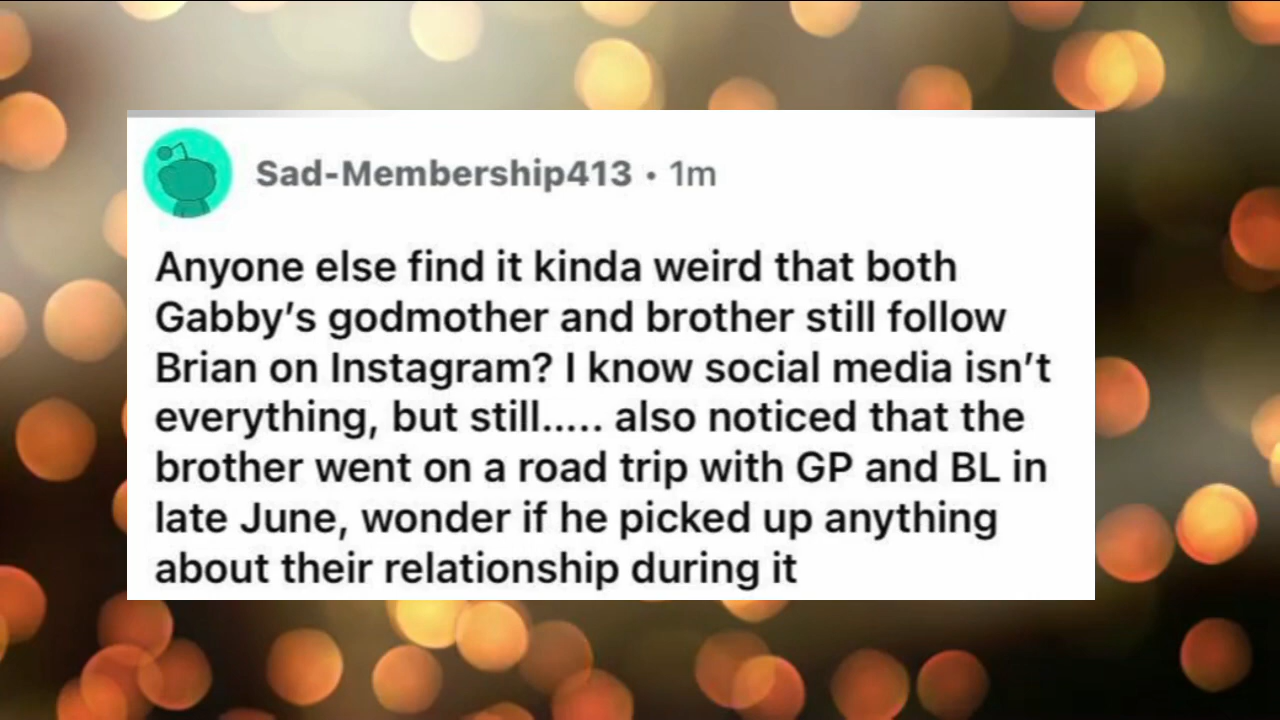 Sad-Membership413 • 1m
Anyone else find it kinda weird that both
Gabby’s godmother and brother still follow
Brian on Instagram? I know social media isn’t
everything, but still..... also noticed that the
brother went on a road trip with GP and BL in
late June, wonder if he picked up anything
about their relationship during it